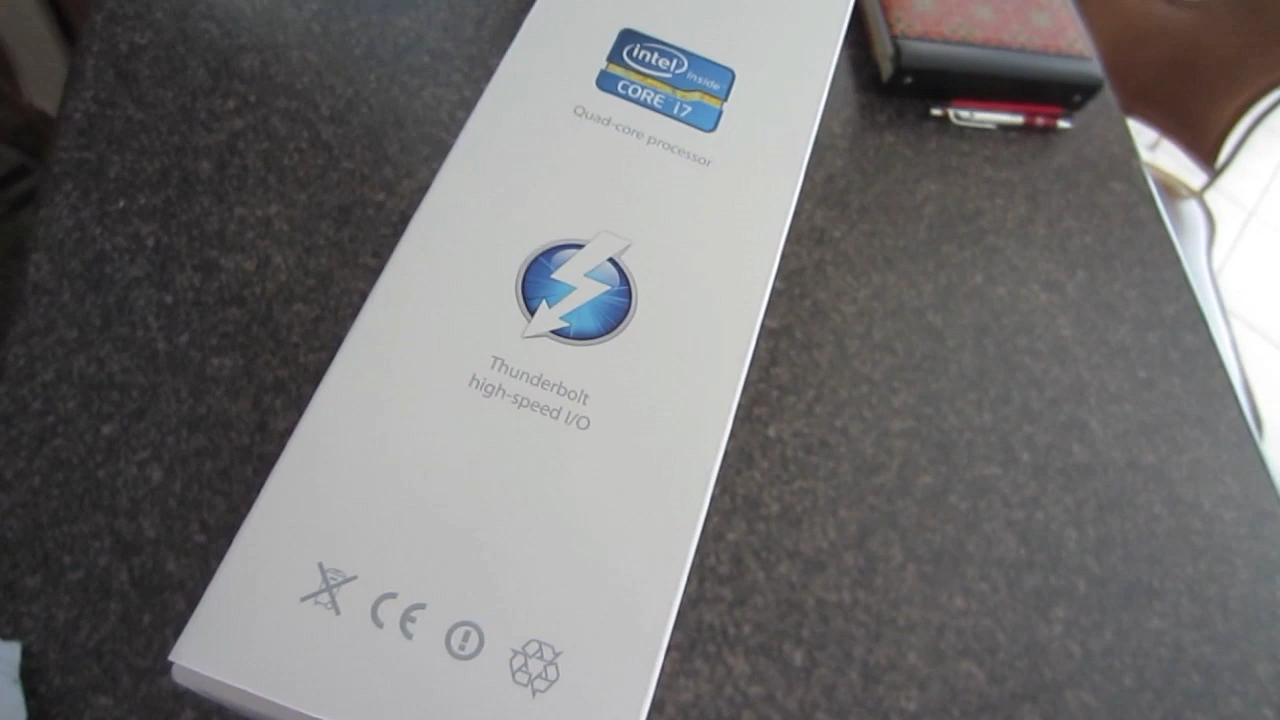 intel inside
CORE i7
Quad-core processor
Thunderbolt
high-speed I/O
CE